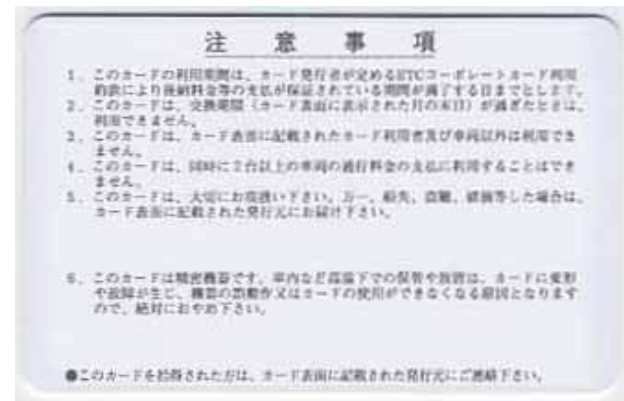 注意事項
1. このカードの利用期間は、カード発行者が定めるETCコーポレートカード利用
約款により後納料金等の支払が保証されている期間が満了する日までとします。
2. このカードは、交換期限(カード表面に表示された月の末日)が過ぎたときは、
利用できません。
3. このカードは、カード表面に記載されたカード利用者及び車両以外は利用でき
ません。
4. このカードは、同時に2台以上の車両の通行料金の支払に利用することはでき
ません。
5. このカードは、大切にお取扱い下さい。万一、紛失、盗難、破損等した場合は、
カード表面に記載された発行元にお届け下さい。
6. このカードは精密機器です。車内など高温下での保管や放置は、カードに変形
や故障が生じ、機器の誤動作又はカードの使用ができなくなる原因となります
ので、絶対におやめ下さい。
●このカードを拾得された方は、カード表面に記載された発行元にご連絡下さい。